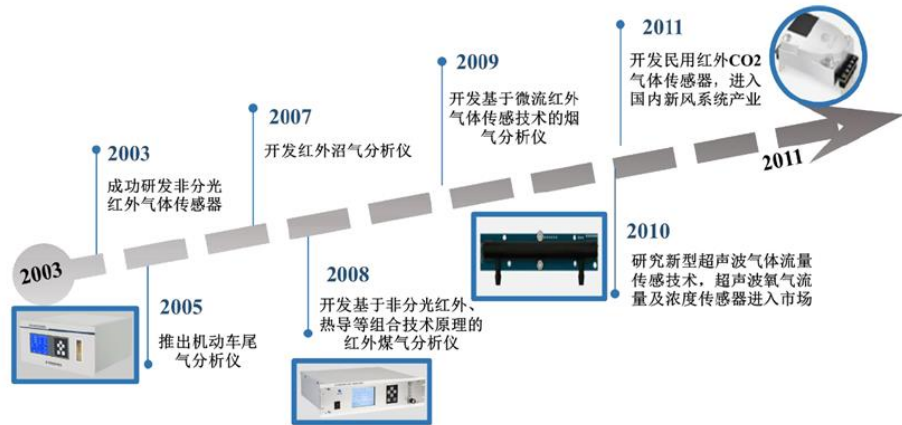 2003
2003
成功研发非分光
红外气体传感器
2005
推出机动车尾
气分析仪
2007
开发红外沼气分析仪
2008
开发基于非分光红外、
热导等组合技术原理的
红外煤气分析仪
2009
开发基于微流红外
气体传感技术的烟
气分析仪
2010
研究新型超声波气体流量
传感技术，超声波氧气流
量及浓度传感器进入市场
2011
开发民用红外CO2
气体传感器，进入
国内新风系统产业
2011